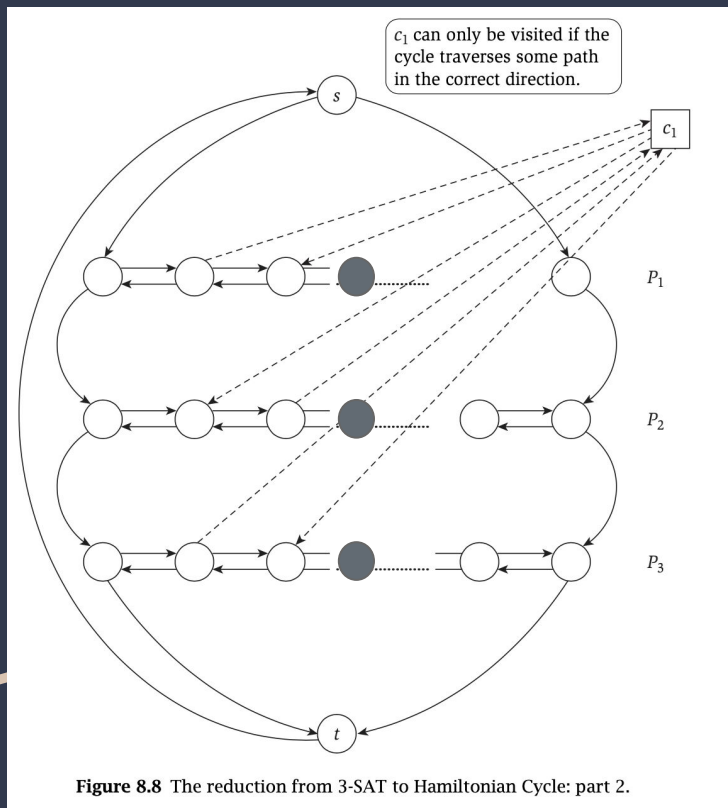 c₁ can only be visited if the
cycle traverses some path
in the correct direction.
s
c₁
P₁
P₂
P₃
t
Figure 8.8 The reduction from 3-SAT to Hamiltonian Cycle: part 2.